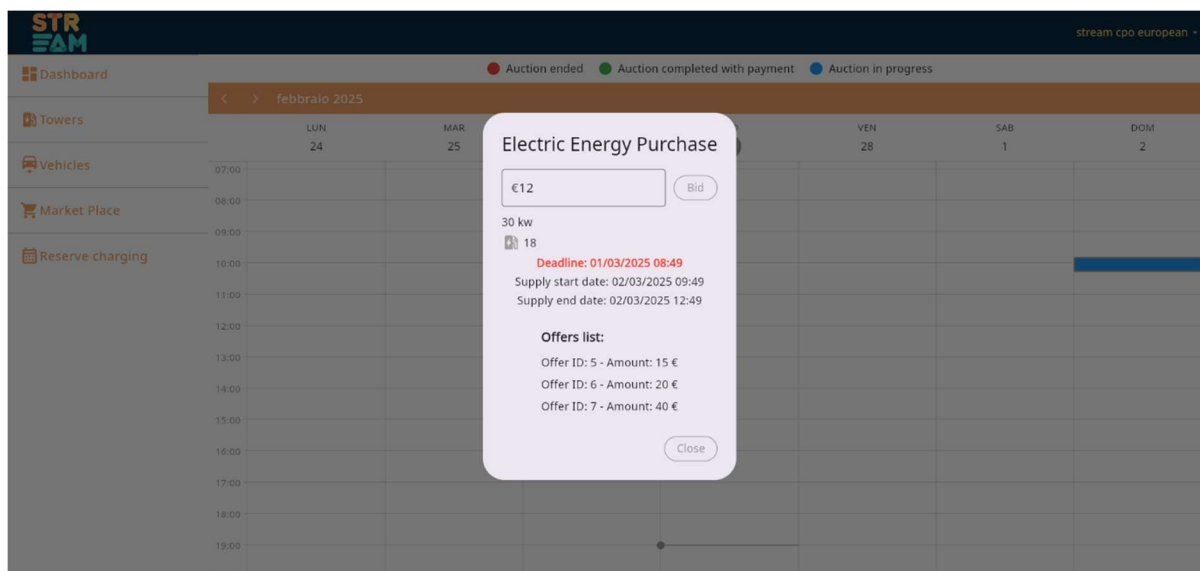 STR
EAM
stream cpo european
Dashboard
Towers
Vehicles
Market Place
Reserve charging
Auction ended Auction completed with payment Auction in progress
febbraio 2025
LUN MAR VEN SAB DOM
24 25 28 1 2
07:00
08:00
09:00
10:00
11:00
12:00
13:00
14:00
15:00
16:00
17:00
18:00
19:00
Electric Energy Purchase
€12 Bid
30 kw
18
Deadline: 01/03/2025 08:49
Supply start date: 02/03/2025 09:49
Supply end date: 02/03/2025 12:49
Offers list:
Offer ID: 5 - Amount: 15 €
Offer ID: 6 - Amount: 20 €
Offer ID: 7 - Amount: 40 €
Close